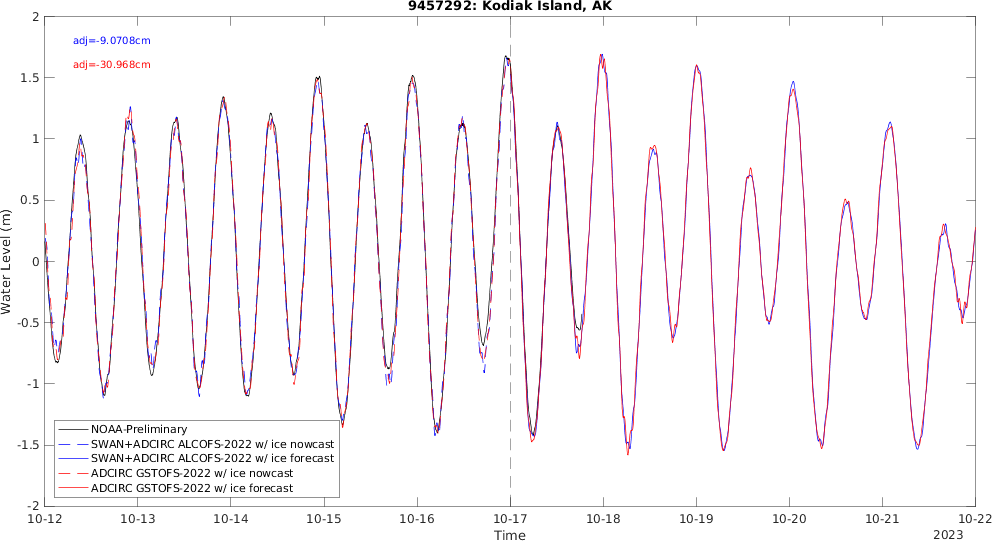 9457292: Kodiak Island, AK
adj=-9.0708cm
adj=-30.968cm
Water Level (m)
2
1.5
1
0.5
0
-0.5
-1
-1.5
-2
NOAA-Preliminary
SWAN+ADCIRC ALCOFS-2022 w/ ice nowcast
SWAN+ADCIRC ALCOFS-2022 w/ ice forecast
ADCIRC GSTOFS-2022 w/ ice nowcast
ADCIRC GSTOFS-2022 w/ ice forecast
10-12 10-13 10-14 10-15 10-16 10-17 10-18 10-19 10-20 10-21 10-22
Time
2023